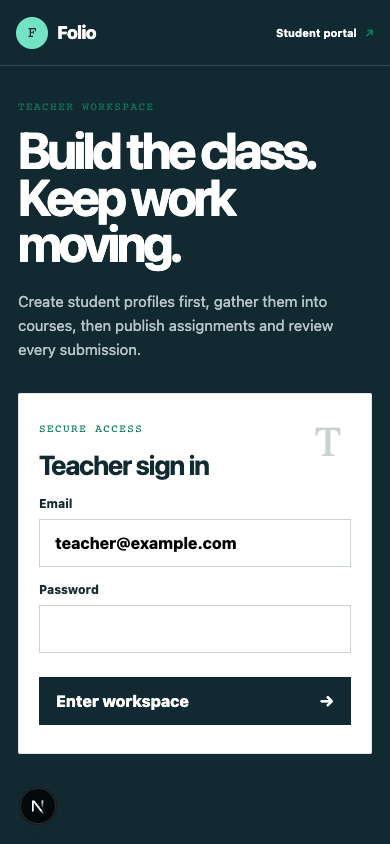 F
Folio
Student portal ↗
TEACHER WORKSPACE
Build the class.
Keep work
moving.
Create student profiles first, gather them into
courses, then publish assignments and review
every submission.
SECURE ACCESS
T
Teacher sign in
Email
teacher@example.com
Password
Enter workspace →
N